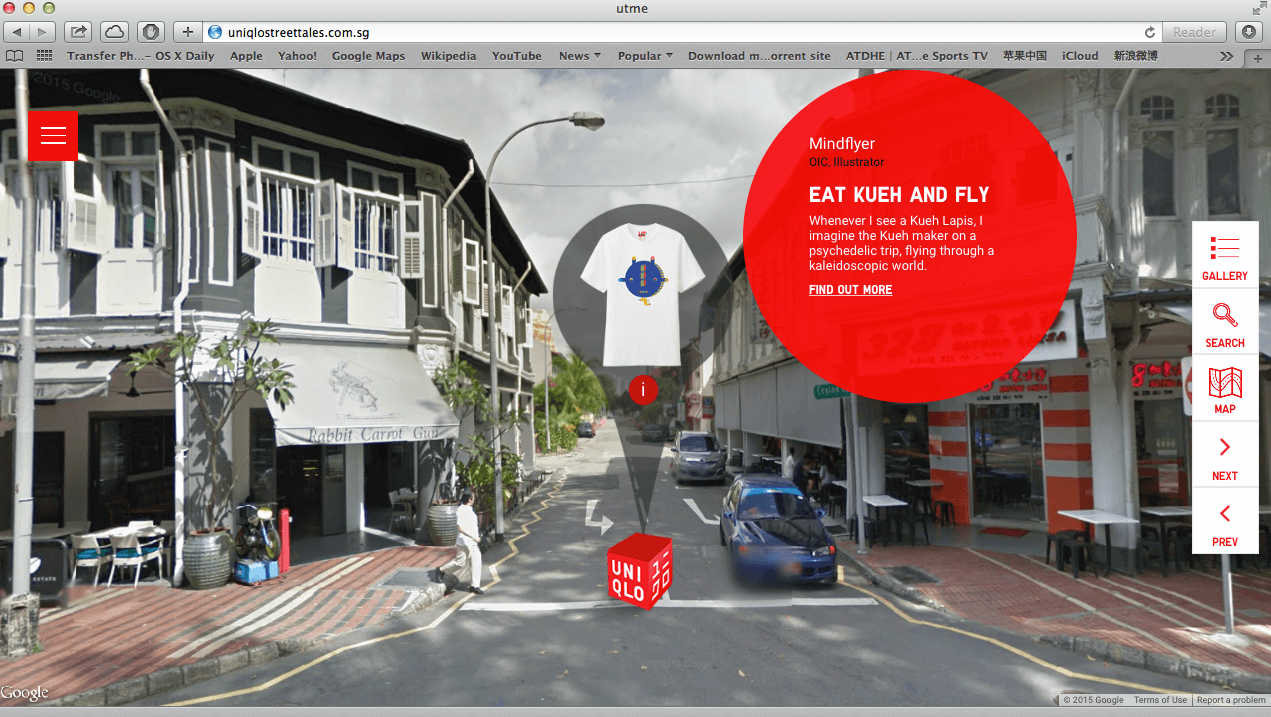 utme
uniqlostreettales.com.sg
Reader
Transfer Ph...– OS X Daily
Apple
Yahoo!
Google Maps
Wikipedia
YouTube
News
Popular
Download m...orrent site
ATDHE | AT...e Sports TV
苹果中国
iCloud
新浪微博
2015 Google
Mindflyer
OIC, Illustrator
EAT KUEH AND FLY
Whenever I see a Kueh Lapis, I
imagine the Kueh maker on a
psychedelic trip, flying through a
kaleidoscopic world.
FIND OUT MORE
GALLERY
SEARCH
MAP
NEXT
PREV
i
328
Ceylon
Rabbit Carrot Gun
UNI
QLO
Google
© 2015 Google
Terms of Use
Report a problem